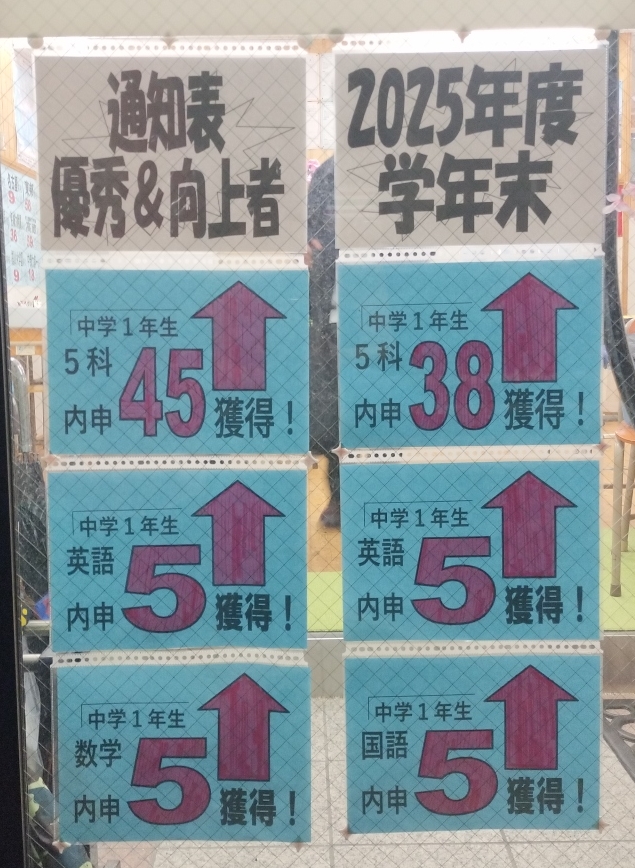 通知表
優秀&向上者
2025年度
学年末
中学1年生
5科
内申45獲得!
中学1年生
5科
内申38獲得!
中学1年生
英語
内申5獲得!
中学1年生
英語
内申5獲得!
中学1年生
数学
内申5獲得!
中学1年生
国語
内申5獲得!